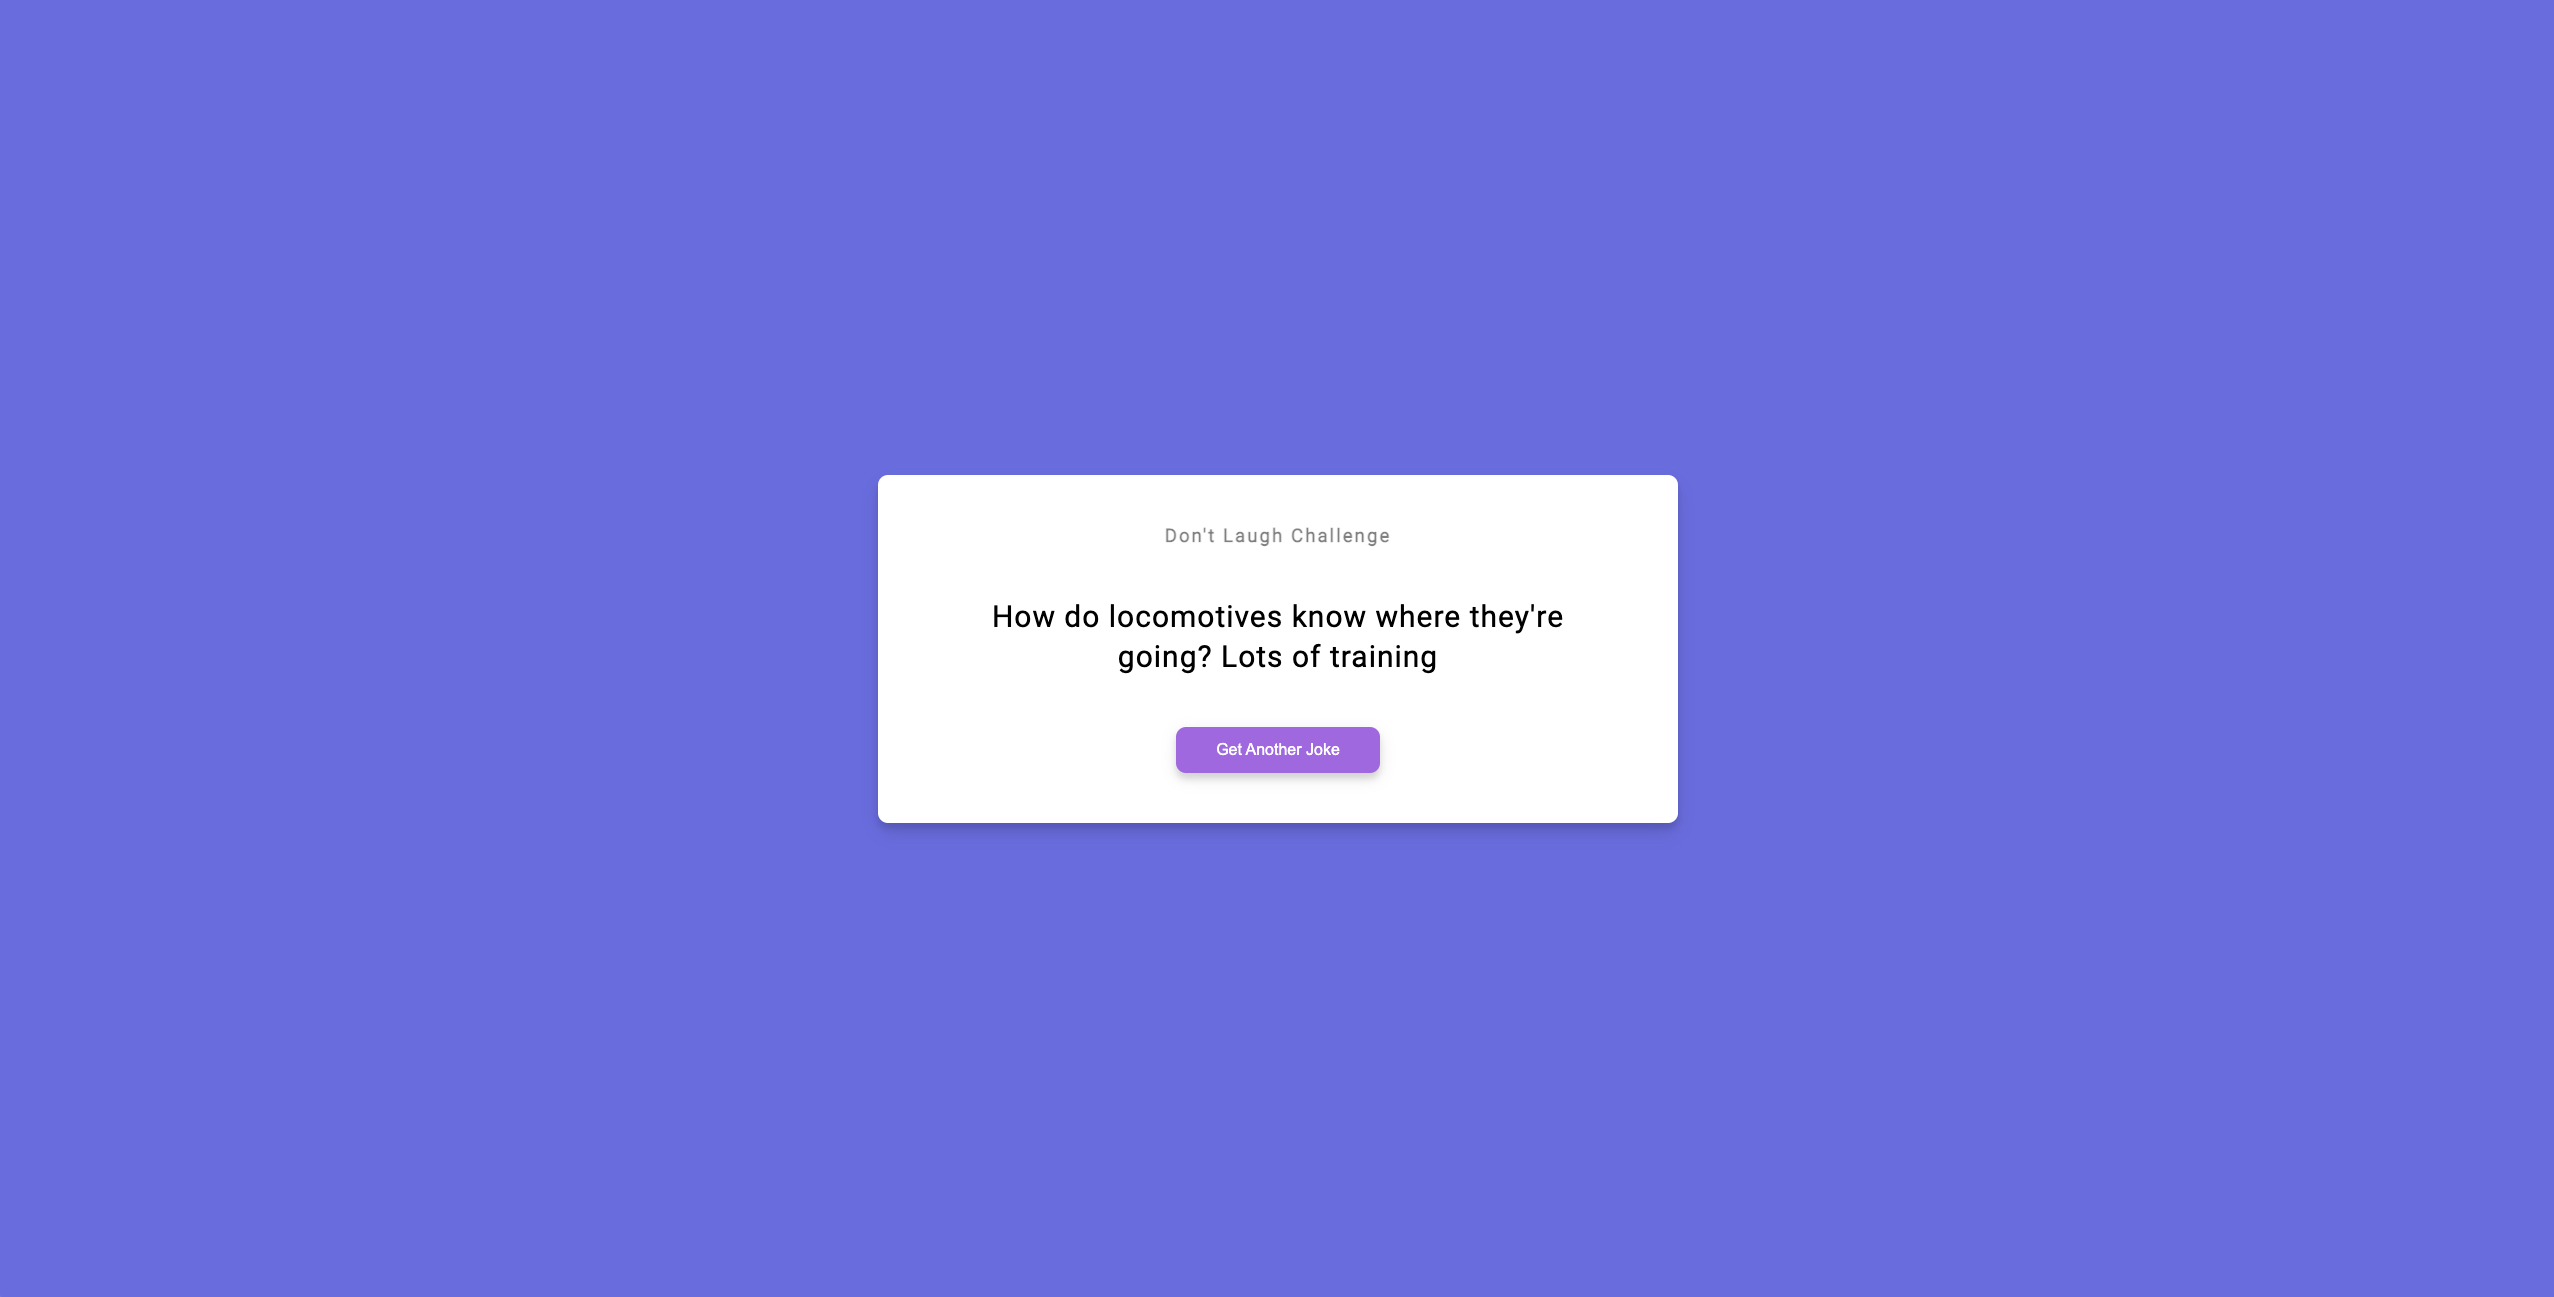 Don't Laugh Challenge
How do locomotives know where they're
going? Lots of training
Get Another Joke